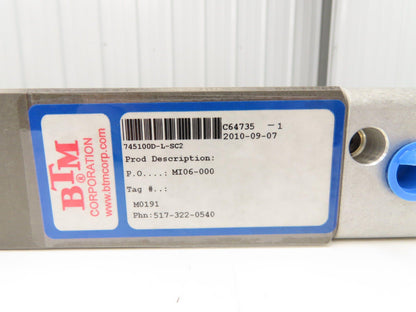 BTM
®
CORPORATION
www.btmcorp.com
C64735 -1
2010-09-07
745100D-L-SC2
Prod Description:
P.O....: MI06-000
Tag #..:
M0191
Phn:517-322-0540